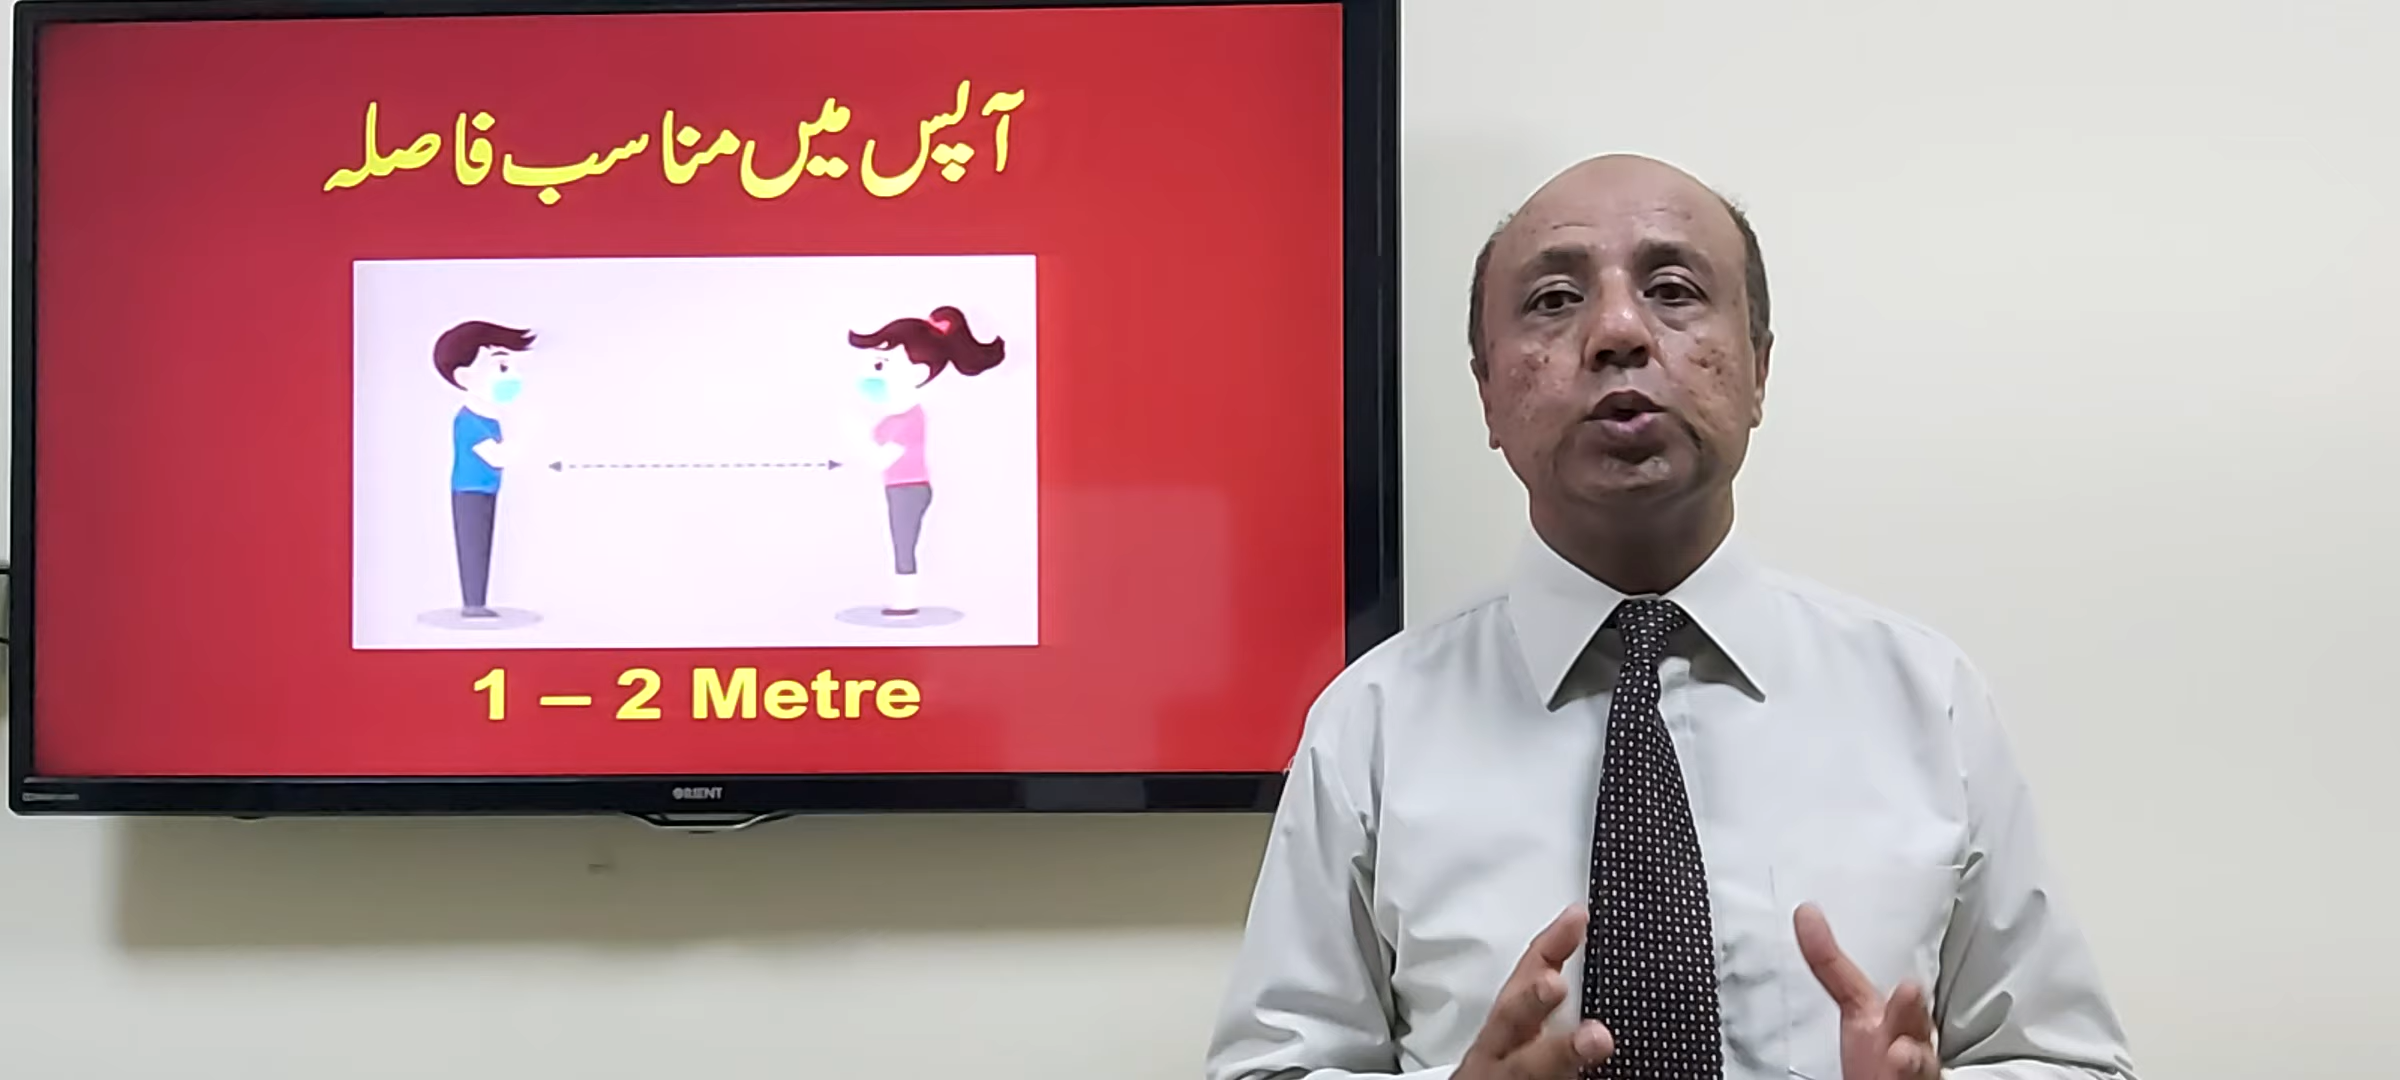 آپس میں مناسب فاصلہ
1 – 2 Metre
ORIENT